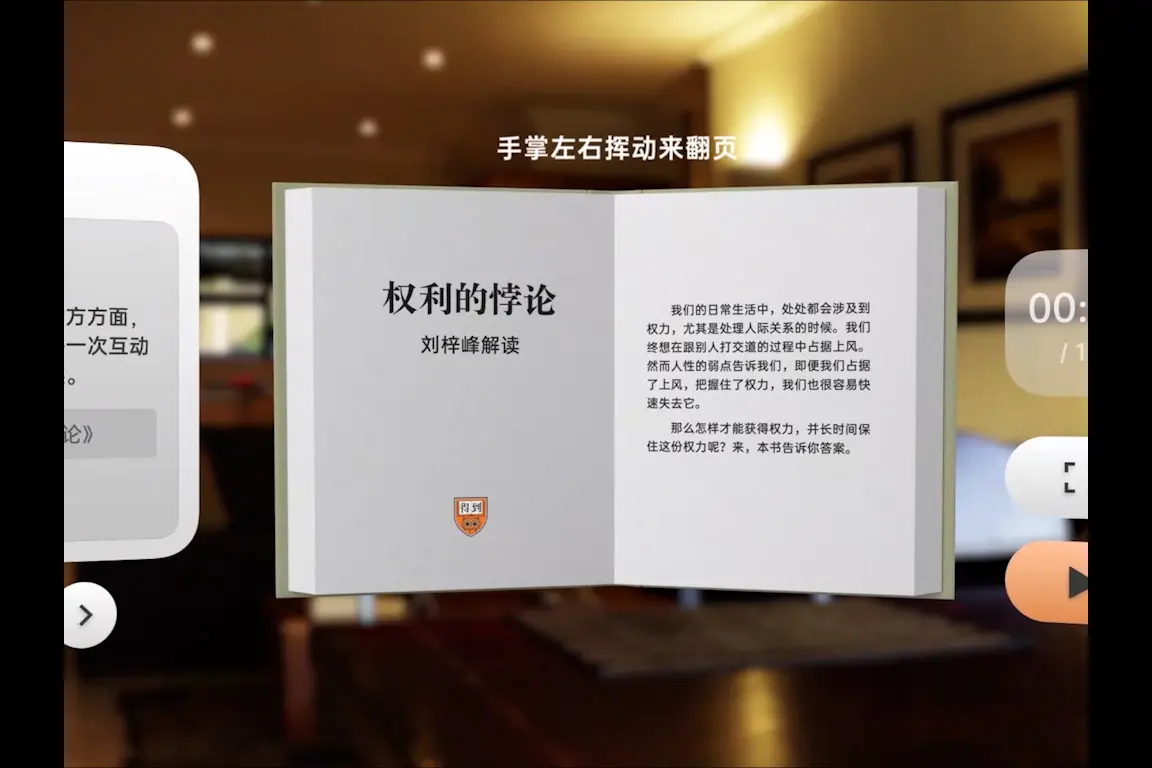 手掌左右挥动来翻页
方方面，
一次互动
。
论》
权利的悖论
刘梓峰解读
得到
我们的日常生活中，处处都会涉及到
权力，尤其是处理人际关系的时候。我们
终想在跟别人打交道的过程中占据上风。
然而人性的弱点告诉我们，即便我们占据
了上风，把握住了权力，我们也很容易快
速失去它。
那么怎样才能获得权力，并长时间保
住这份权力呢？来，本书告诉你答案。
00:
/ 1